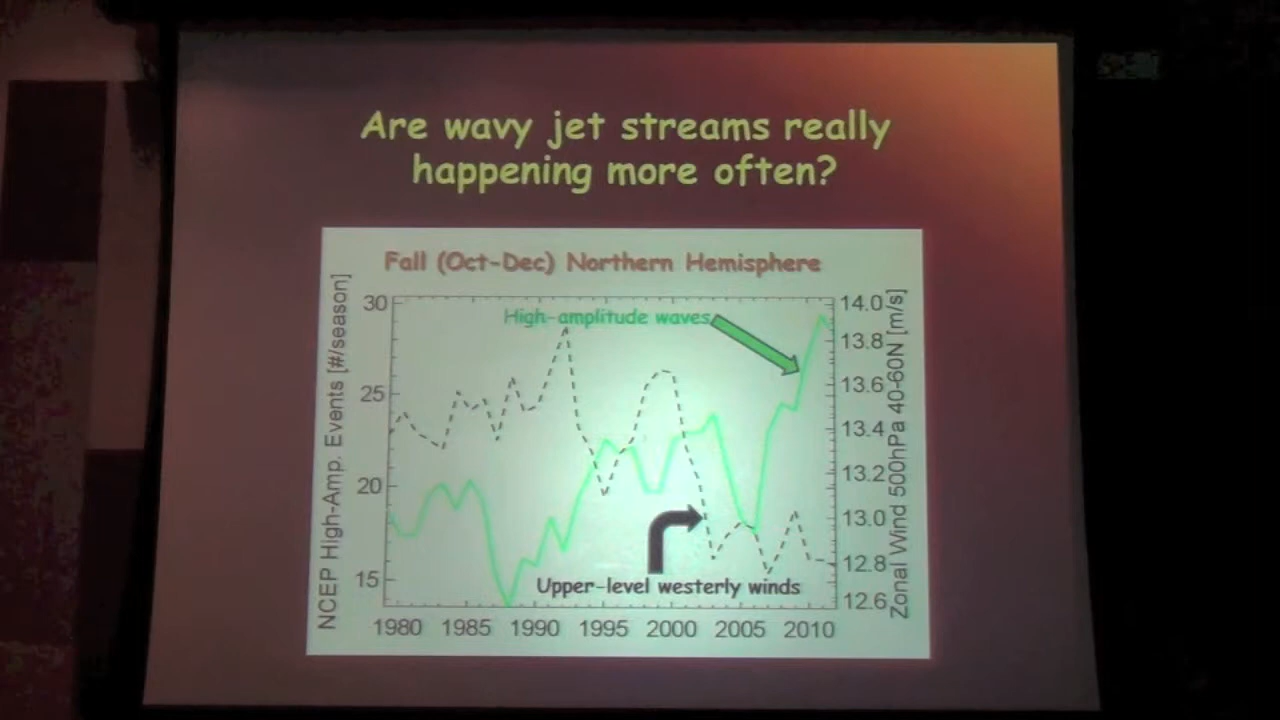 Are wavy jet streams really
happening more often?
Fall (Oct-Dec) Northern Hemisphere
NCEP High-Amp. Events [#/season]
30
25
20
15
High-amplitude waves
Upper-level westerly winds
14.0
13.8
13.6
13.4
13.2
13.0
12.8
12.6
Zonal Wind 500hPa 40-60N [m/s]
1980 1985 1990 1995 2000 2005 2010